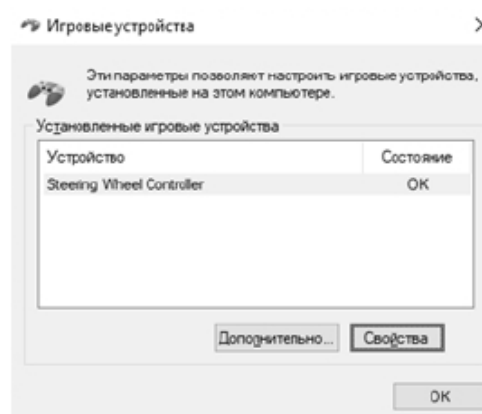 Игровые устройства
Эти параметры позволяют настроить игровые устройства,
установленные на этом компьютере.
Установленные игровые устройства
Устройство Состояние
Steering Wheel Controller OK
Дополнительно... Свойства
OK